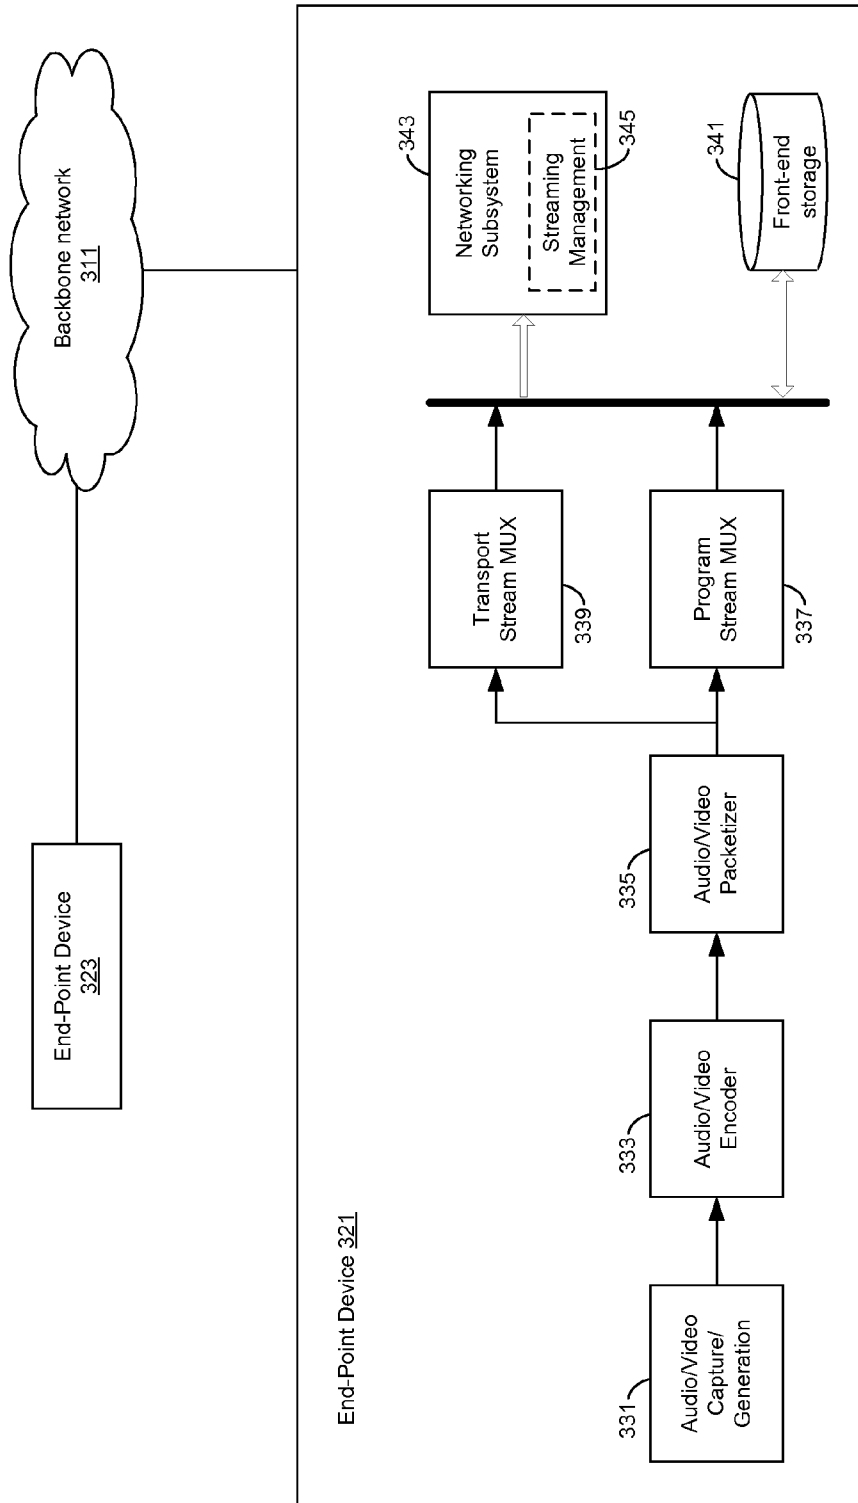 End-Point Device
323
Backbone network
311
End-Point Device 321
Audio/Video
Capture/
Generation
331
Audio/Video
Encoder
333
Audio/Video
Packetizer
335
Transport
Stream MUX
339
Program
Stream MUX
337
Networking
Subsystem
343
Streaming
Management
345
Front-end
storage
341